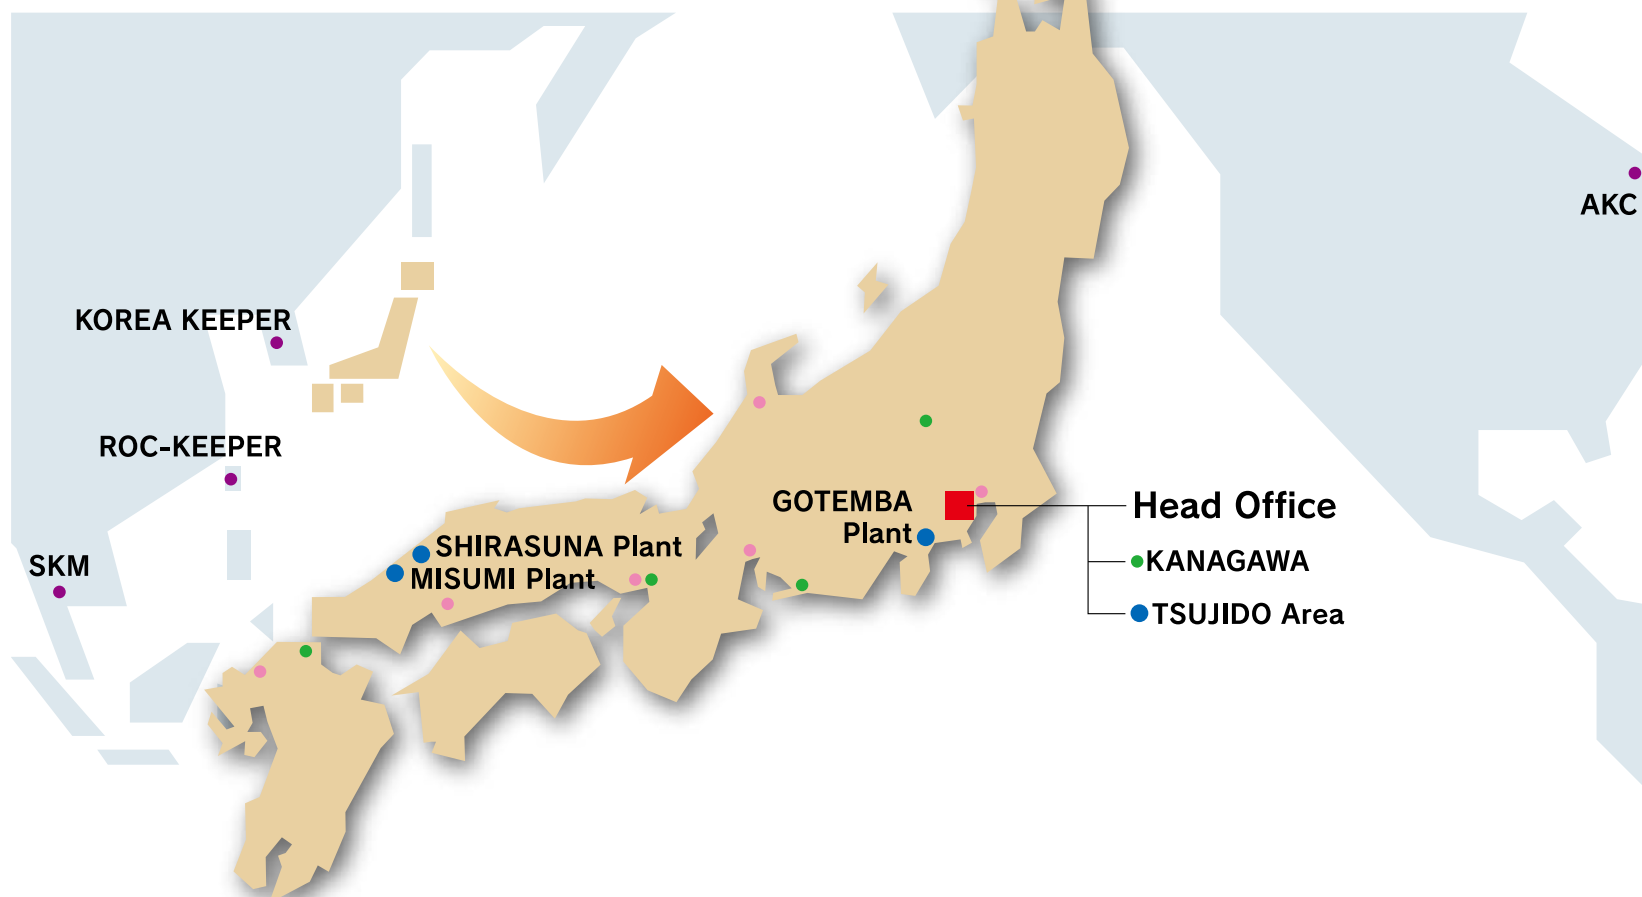 AKC
KOREA KEEPER
ROC-KEEPER
SKM
SHIRASUNA Plant
MISUMI Plant
GOTEMBA
Plant
Head Office
KANAGAWA
TSUJIDO Area